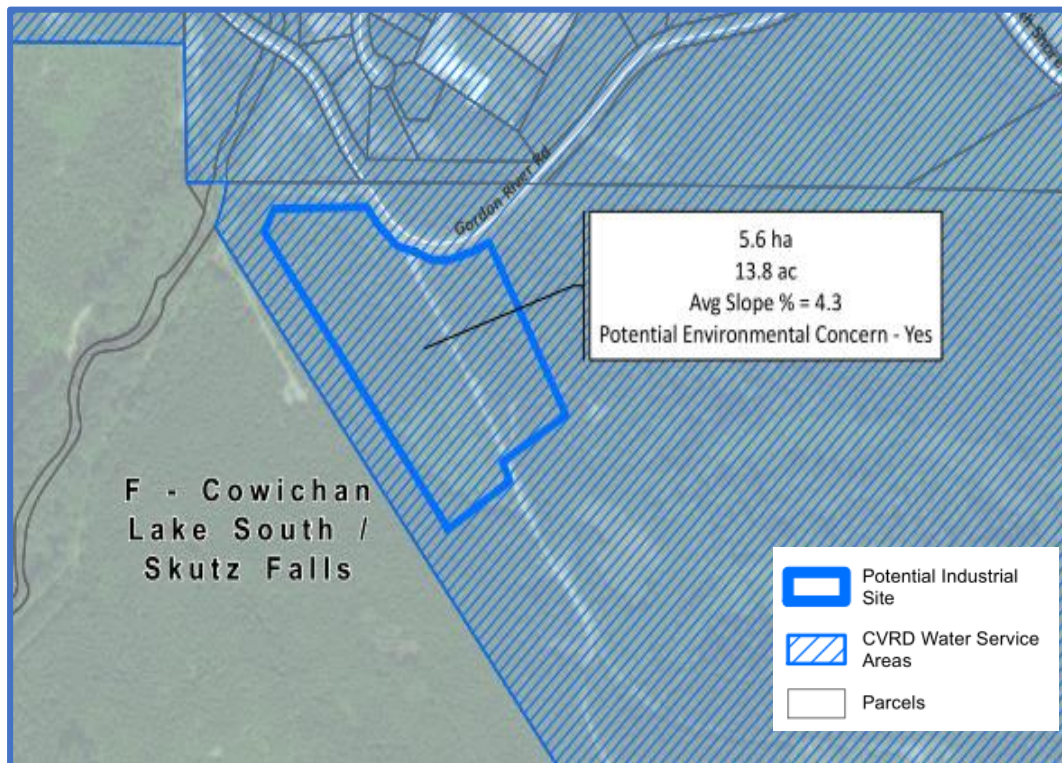 Gordon River Rd
5.6 ha
13.8 ac
Avg Slope % = 4.3
Potential Environmental Concern - Yes
F - Cowichan
Lake South /
Skutz Falls
Potential Industrial
Site
CVRD Water Service
Areas
Parcels